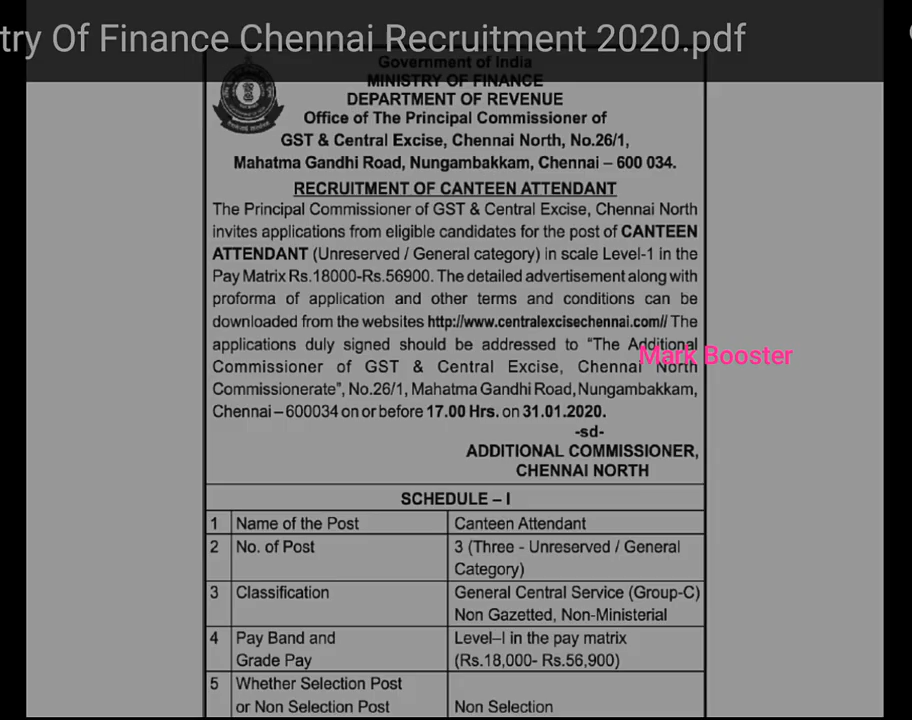 try Of Finance Chennai Recruitment 2020.pdf
Government of India
MINISTRY OF FINANCE
DEPARTMENT OF REVENUE
Office of The Principal Commissioner of
GST & Central Excise, Chennai North, No.26/1,
Mahatma Gandhi Road, Nungambakkam, Chennai – 600 034.
RECRUITMENT OF CANTEEN ATTENDANT
The Principal Commissioner of GST & Central Excise, Chennai North
invites applications from eligible candidates for the post of CANTEEN
ATTENDANT (Unreserved / General category) in scale Level-1 in the
Pay Matrix Rs.18000-Rs.56900. The detailed advertisement along with
proforma of application and other terms and conditions can be
downloaded from the websites http://www.centralexcisechennai.com// The
applications duly signed should be addressed to "The Additional
Mark Booster
Commissioner of GST & Central Excise, Chennai North
Commissionerate", No.26/1, Mahatma Gandhi Road, Nungambakkam,
Chennai – 600034 on or before 17.00 Hrs. on 31.01.2020.
-sd-
ADDITIONAL COMMISSIONER,
CHENNAI NORTH
SCHEDULE – I
1 Name of the Post Canteen Attendant
2 No. of Post 3 (Three - Unreserved / General
Category)
3 Classification General Central Service (Group-C)
Non Gazetted, Non-Ministerial
4 Pay Band and Level–I in the pay matrix
Grade Pay (Rs.18,000- Rs.56,900)
5 Whether Selection Post
or Non Selection Post Non Selection